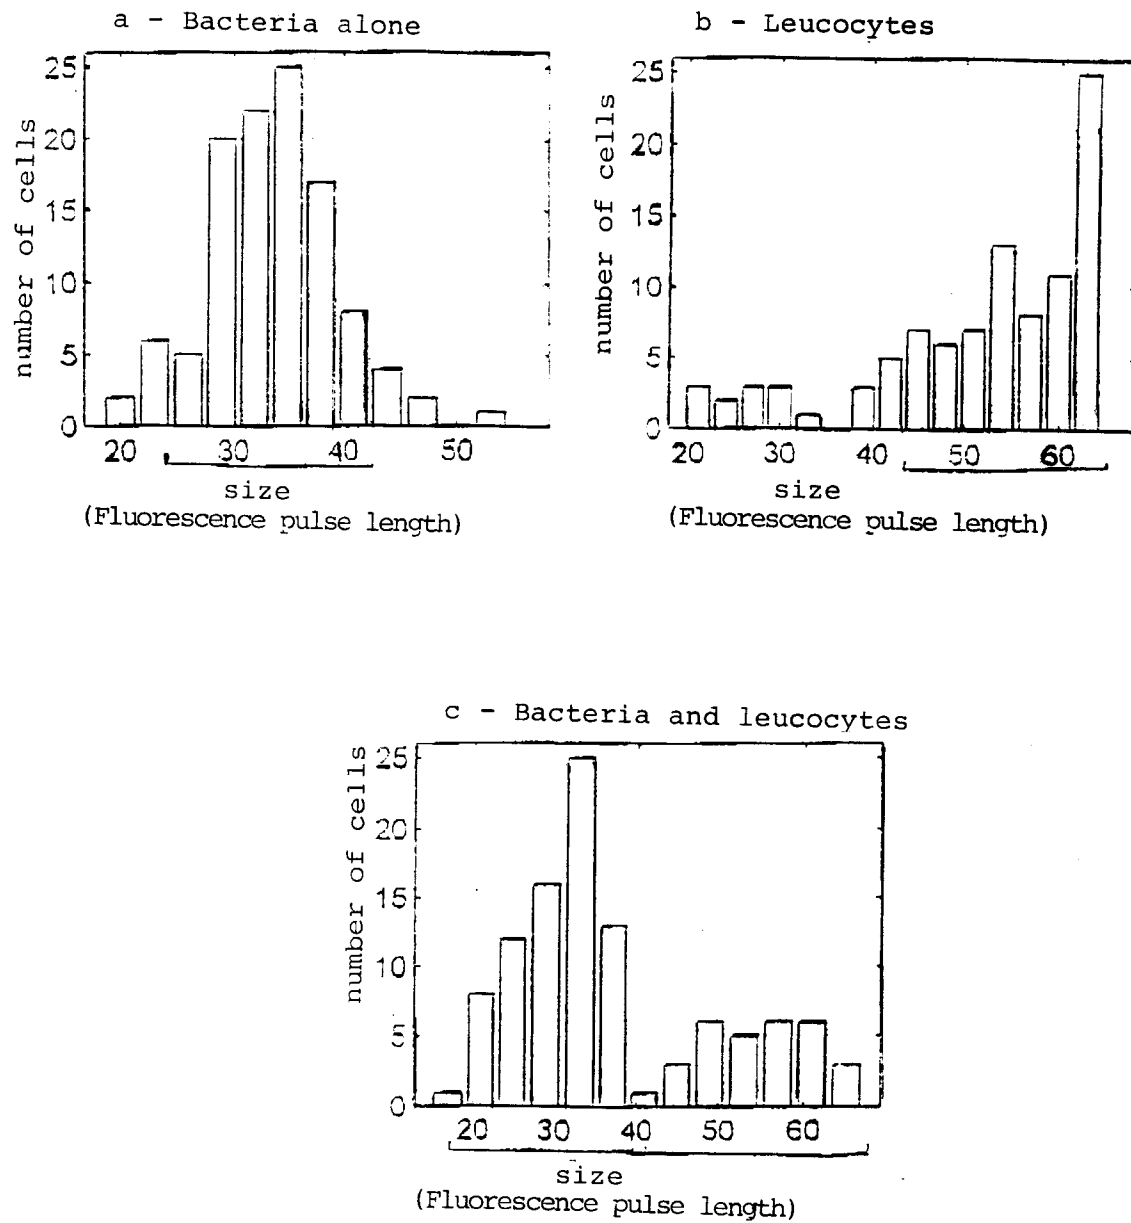 a - Bacteria alone
number of cells
25
20
15
10
5
0
20 30 40 50
size
(Fluorescence pulse length)
b - Leucocytes
number of cells
25
20
15
10
5
0
20 30 40 50 60
size
(Fluorescence pulse length)
c - Bacteria and leucocytes
number of cells
25
20
15
10
5
0
20 30 40 50 60
size
(Fluorescence pulse length)